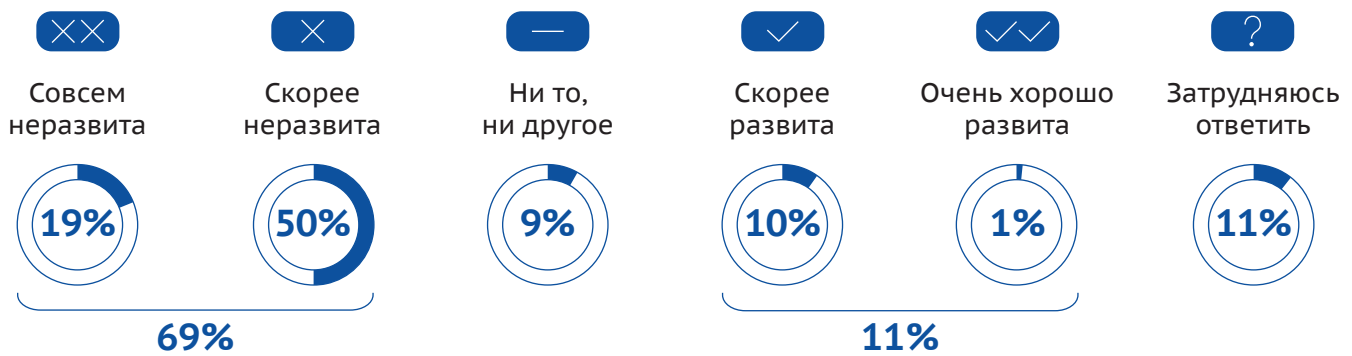 Совсем
неразвита
Скорее
неразвита
Ни то,
ни другое
Скорее
развита
Очень хорошо
развита
?
Затрудняюсь
ответить
19%
50%
9%
10%
1%
11%
69%
11%